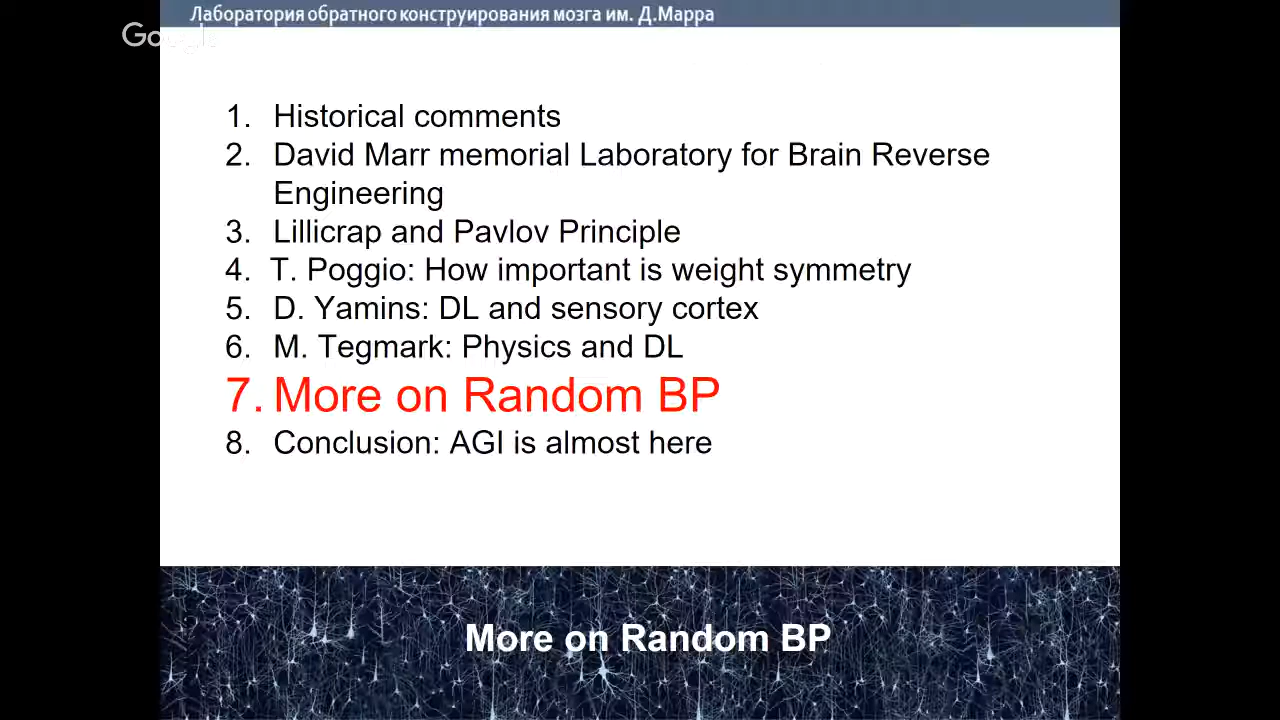 Лаборатория обратного конструирования мозга им. Д.Марра
Google
1. Historical comments
2. David Marr memorial Laboratory for Brain Reverse
Engineering
3. Lillicrap and Pavlov Principle
4. T. Poggio: How important is weight symmetry
5. D. Yamins: DL and sensory cortex
6. M. Tegmark: Physics and DL
7. More on Random BP
8. Conclusion: AGI is almost here
More on Random BP